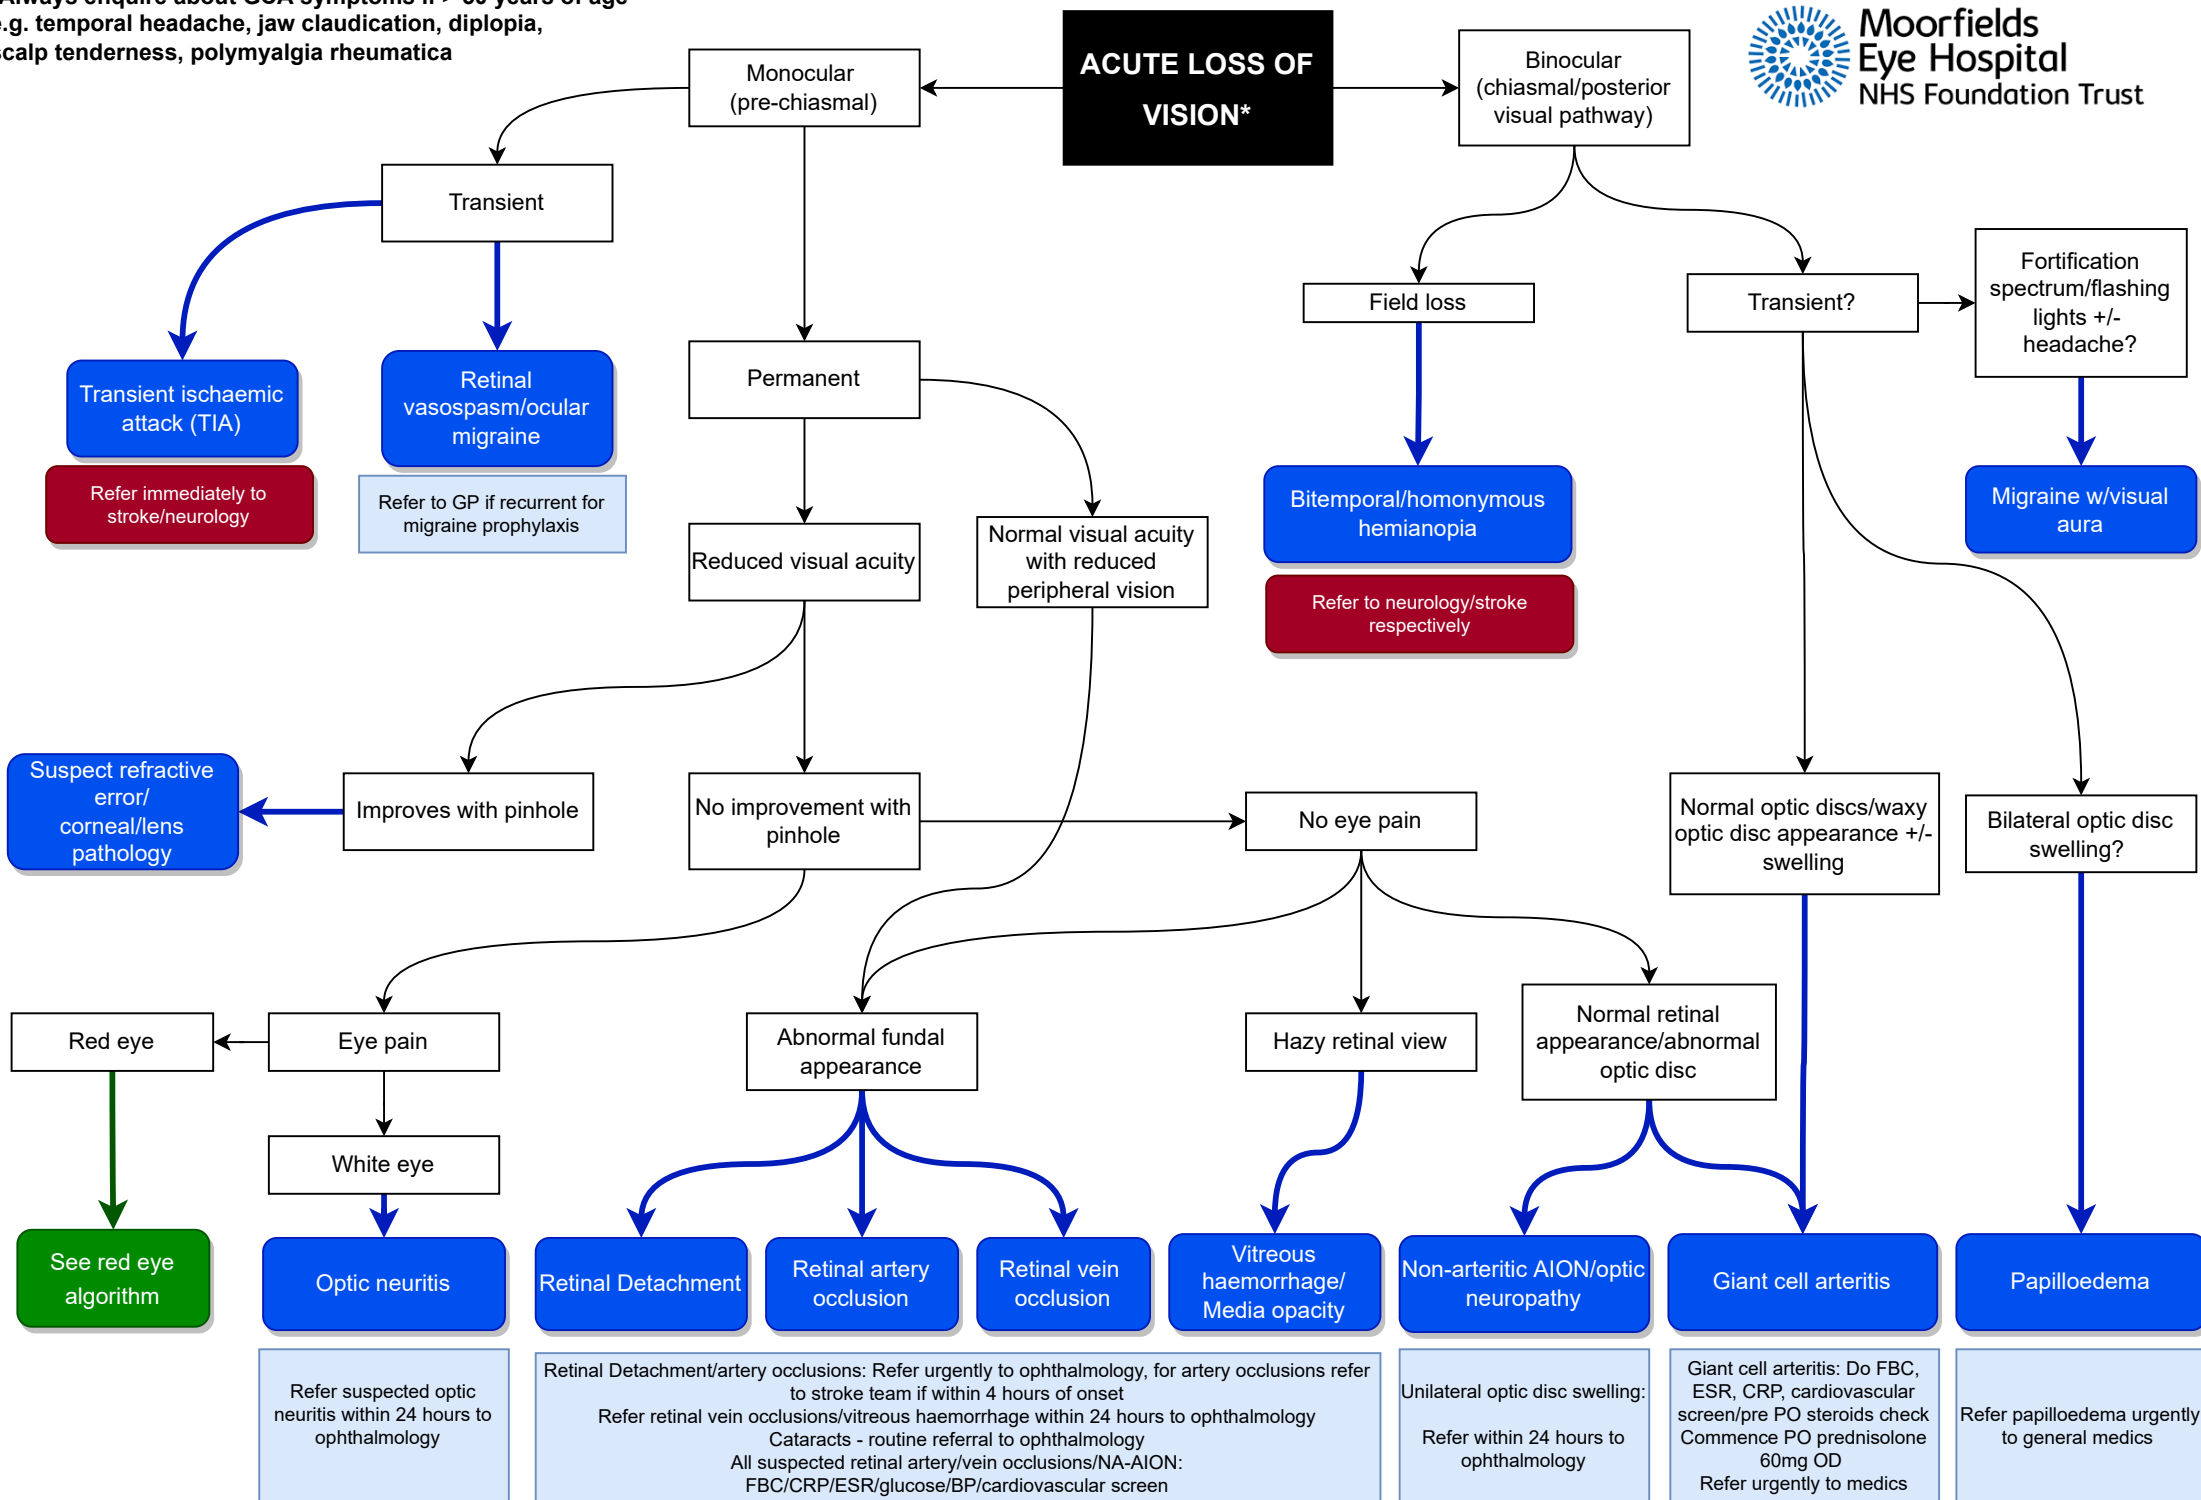 Always enquire about GCA symptoms if > 60 years of age
e.g. temporal headache, jaw claudication, diplopia,
scalp tenderness, polymyalgia rheumatica
Monocular
(pre-chiasmal)
ACUTE LOSS OF
VISION*
Binocular
(chiasmal/posterior
visual pathway)
Moorfields
Eye Hospital
NHS Foundation Trust
Transient
Field loss
Transient?
Fortification
spectrum/flashing
lights +/-
headache?
Transient ischaemic
attack (TIA)
Retinal
vasospasm/ocular
migraine
Permanent
Refer immediately to
stroke/neurology
Refer to GP if recurrent for
migraine prophylaxis
Bitemporal/homonymous
hemianopia
Migraine w/visual
aura
Reduced visual acuity
Normal visual acuity
with reduced
peripheral vision
Refer to neurology/stroke
respectively
Suspect refractive
error/
corneal/lens
pathology
Improves with pinhole
No improvement with
pinhole
No eye pain
Normal optic discs/waxy
optic disc appearance +/-
swelling
Bilateral optic disc
swelling?
Red eye
Eye pain
Abnormal fundal
appearance
Hazy retinal view
Normal retinal
appearance/abnormal
optic disc
White eye
See red eye
algorithm
Optic neuritis
Retinal Detachment
Retinal artery
occlusion
Retinal vein
occlusion
Vitreous
haemorrhage/
Media opacity
Non-arteritic AION/optic
neuropathy
Giant cell arteritis
Papilloedema
Refer suspected optic
neuritis within 24 hours to
ophthalmology
Retinal Detachment/artery occlusions: Refer urgently to ophthalmology, for artery occlusions refer
to stroke team if within 4 hours of onset
Refer retinal vein occlusions/vitreous haemorrhage within 24 hours to ophthalmology
Cataracts - routine referral to ophthalmology
All suspected retinal artery/vein occlusions/NA-AION:
FBC/CRP/ESR/glucose/BP/cardiovascular screen
Unilateral optic disc swelling:
Refer within 24 hours to
ophthalmology
Giant cell arteritis: Do FBC,
ESR, CRP, cardiovascular
screen/pre PO steroids check
Commence PO prednisolone
60mg OD
Refer urgently to medics
Refer papilloedema urgently
to general medics